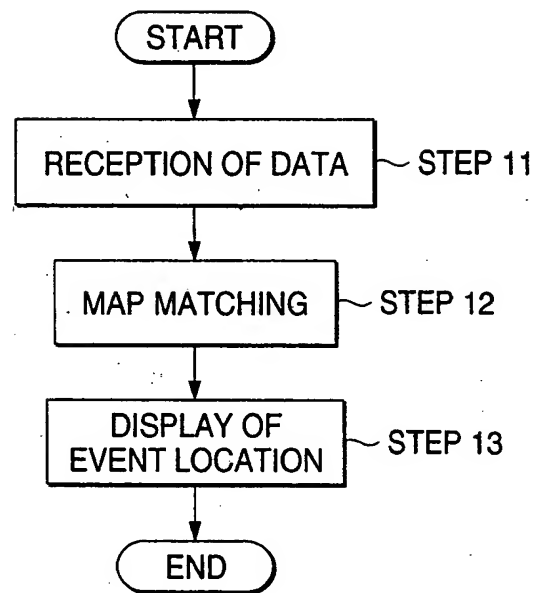 START
RECEPTION OF DATA
STEP 11
MAP MATCHING
STEP 12
DISPLAY OF
EVENT LOCATION
STEP 13
END